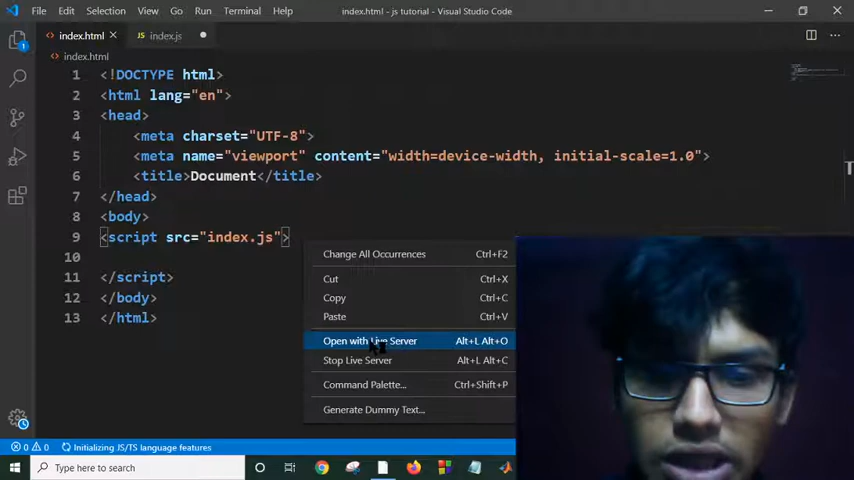 File Edit Selection View Go Run Terminal Help index.html - js tutorial - Visual Studio Code
index.html JS index.js
index.html
1 <!DOCTYPE html>
2 <html lang="en">
3 <head>
4 <meta charset="UTF-8">
5 <meta name="viewport" content="width=device-width, initial-scale=1.0">
6 <title>Document</title>
7 </head>
8 <body>
9 <script src="index.js">
10
11 </script>
12 </body>
13 </html>
Change All Occurrences Ctrl+F2
Cut Ctrl+X
Copy Ctrl+C
Paste Ctrl+V
Open with Live Server Alt+L Alt+O
Stop Live Server Alt+L Alt+C
Command Palette... Ctrl+Shift+P
Generate Dummy Text...
0 0 Initializing JS/TS language features
Type here to search